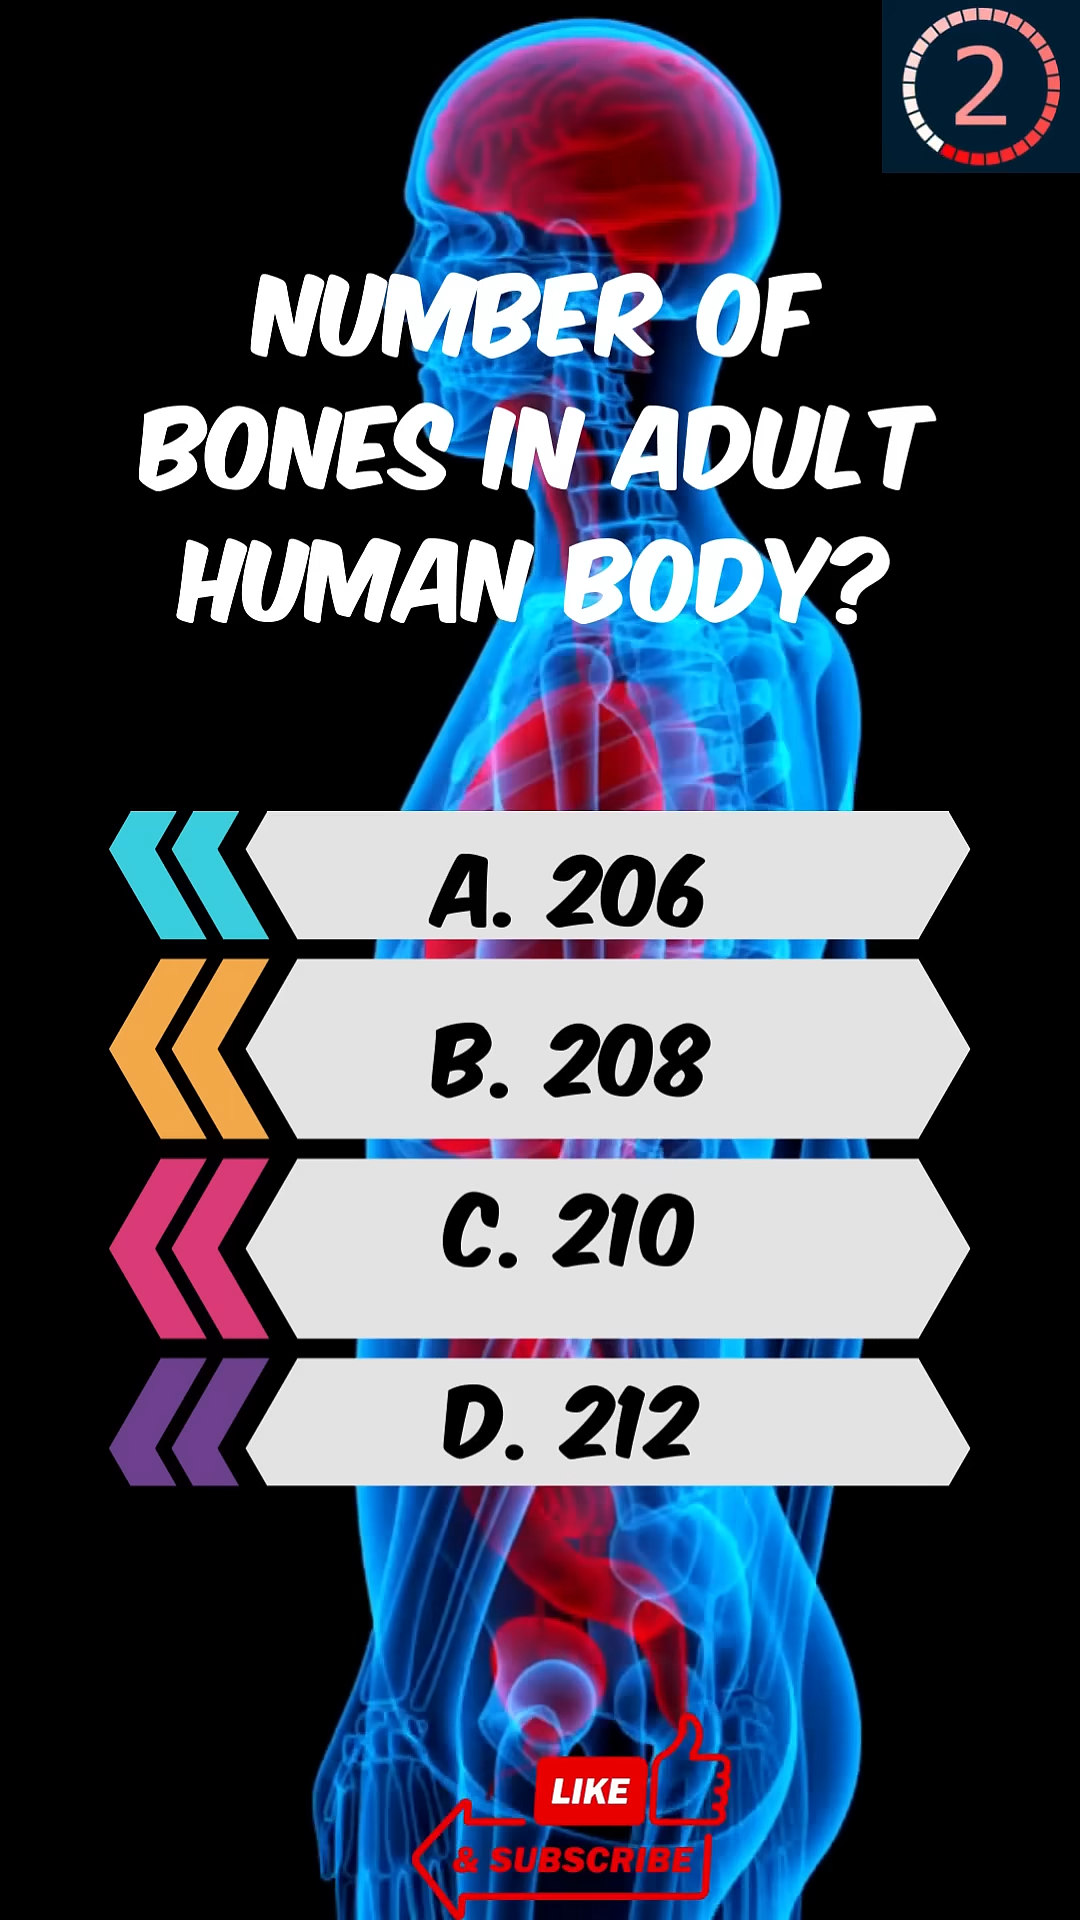 2
NUMBER OF
BONES IN ADULT
HUMAN BODY?
A. 206
B. 208
C. 210
D. 212
LIKE
& SUBSCRIBE